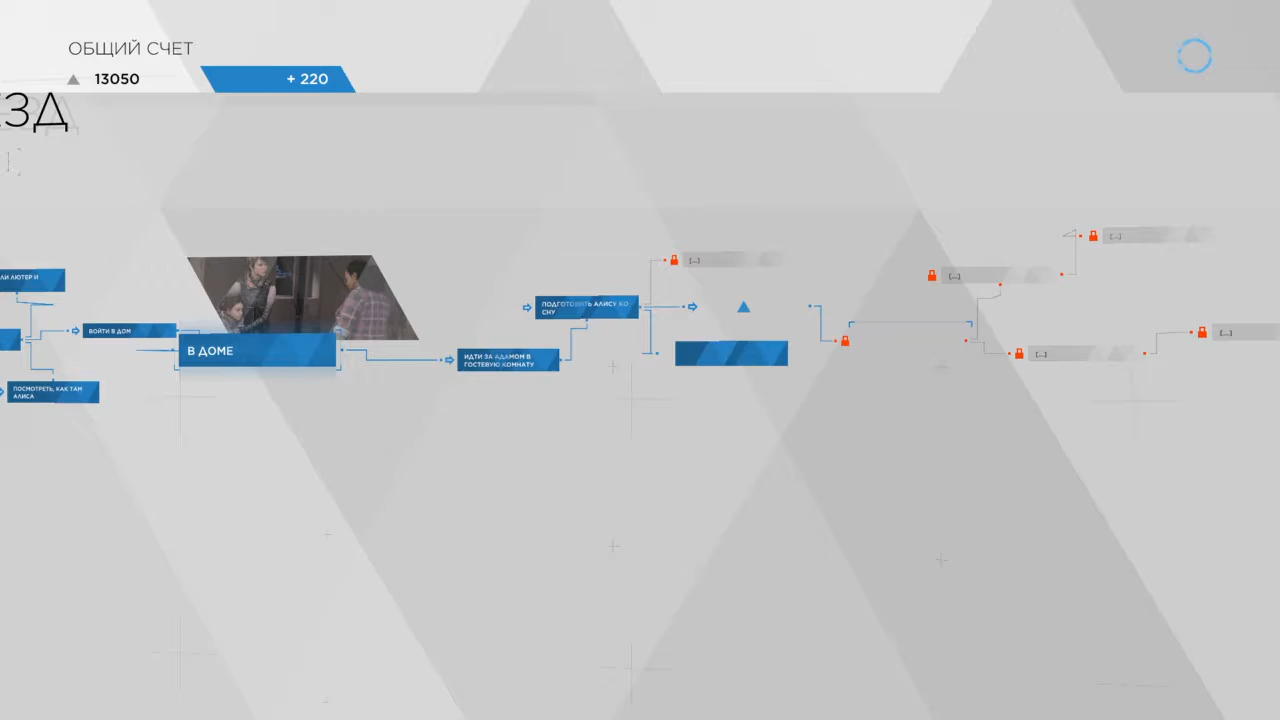 ОБЩИЙ СЧЕТ
13050
+ 220
ЗД
ЛИ ЛЮТЕР И
ВОЙТИ В ДОМ
В ДОМЕ
ПОСМОТРЕТЬ, КАК ТАМ
АЛИСА
ИДТИ ЗА АДАМОМ В
ГОСТЕВУЮ КОМНАТУ
ПОДГОТОВИТЬ АЛИСУ КО
СНУ
[...]
[...]
[...]
[...]
[...]